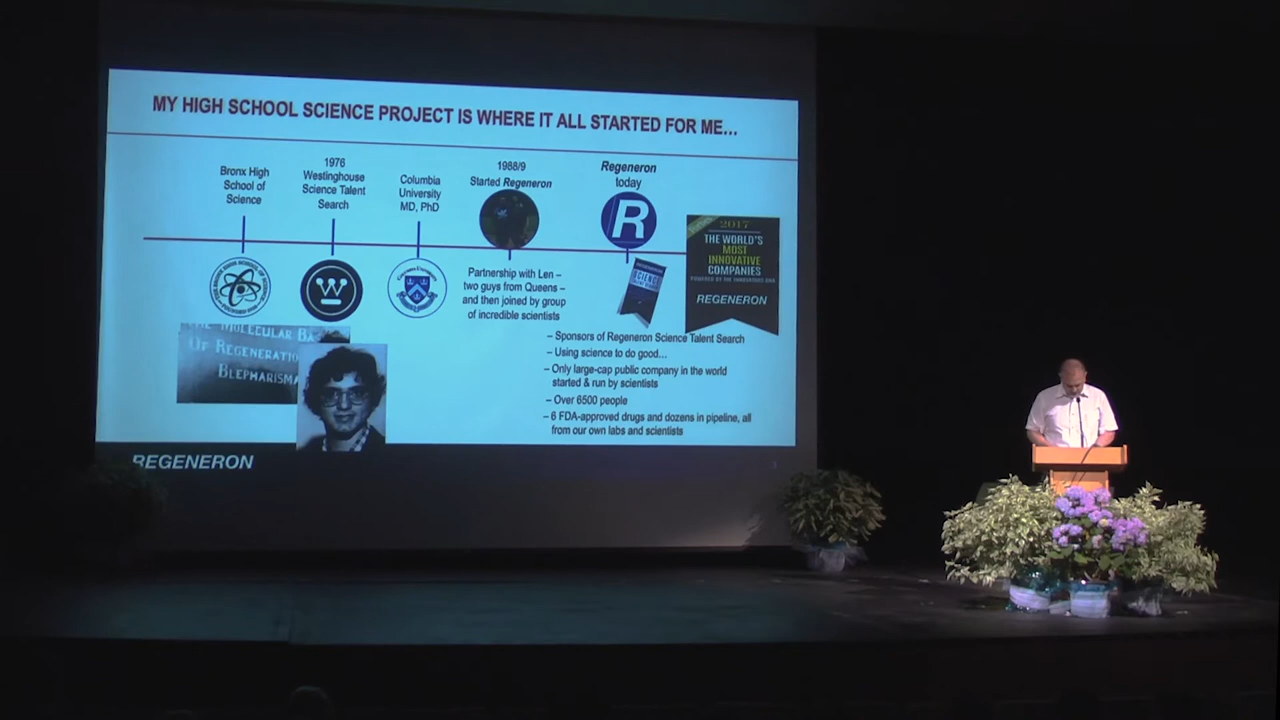 MY HIGH SCHOOL SCIENCE PROJECT IS WHERE IT ALL STARTED FOR ME...
Bronx High
School of
Science
1976
Westinghouse
Science Talent
Search
Columbia
University
MD, PhD
1988/9
Started Regeneron
Regeneron
today
R
2017
THE WORLD'S
MOST
INNOVATIVE
COMPANIES
REGENERON
SCIENCE
Partnership with Len –
two guys from Queens –
and then joined by group
of incredible scientists
MOLECULAR BA
OF REGENERATIO
BLEPHARISMA
– Sponsors of Regeneron Science Talent Search
– Using science to do good...
– Only large-cap public company in the world
started & run by scientists
– Over 6500 people
– 6 FDA-approved drugs and dozens in pipeline, all
from our own labs and scientists
REGENERON